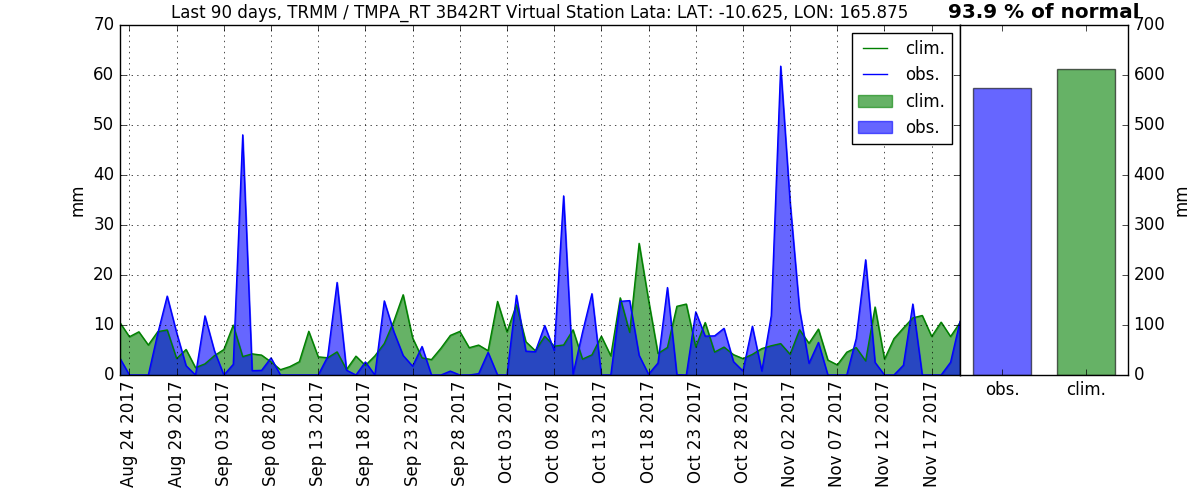 Last 90 days, TRMM / TMPA_RT 3B42RT Virtual Station Lata: LAT: -10.625, LON: 165.875
93.9 % of normal
70
60
50
40
30
20
10
0
mm
clim.
obs.
clim.
obs.
700
600
500
400
300
200
100
0
mm
obs.
clim.
Aug 24 2017
Aug 29 2017
Sep 03 2017
Sep 08 2017
Sep 13 2017
Sep 18 2017
Sep 23 2017
Sep 28 2017
Oct 03 2017
Oct 08 2017
Oct 13 2017
Oct 18 2017
Oct 23 2017
Oct 28 2017
Nov 02 2017
Nov 07 2017
Nov 12 2017
Nov 17 2017